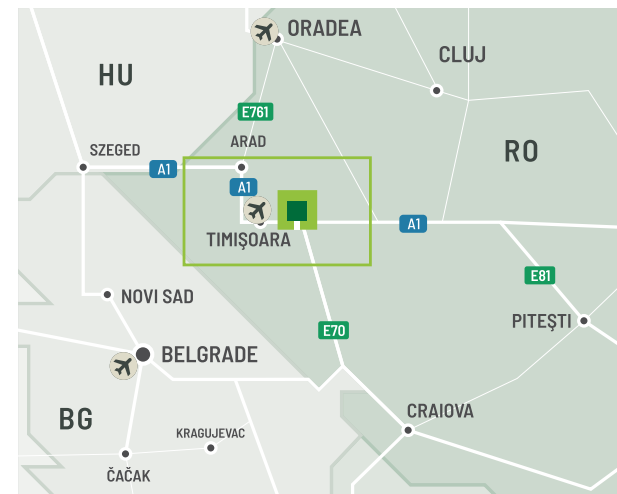 ORADEA
CLUJ
HU
E761
ARAD
SZEGED
RO
A1
A1
TIMIŞOARA
A1
E81
NOVI SAD
PITEŞTI
E70
BELGRADE
CRAIOVA
BG
KRAGUJEVAC
ČAČAK